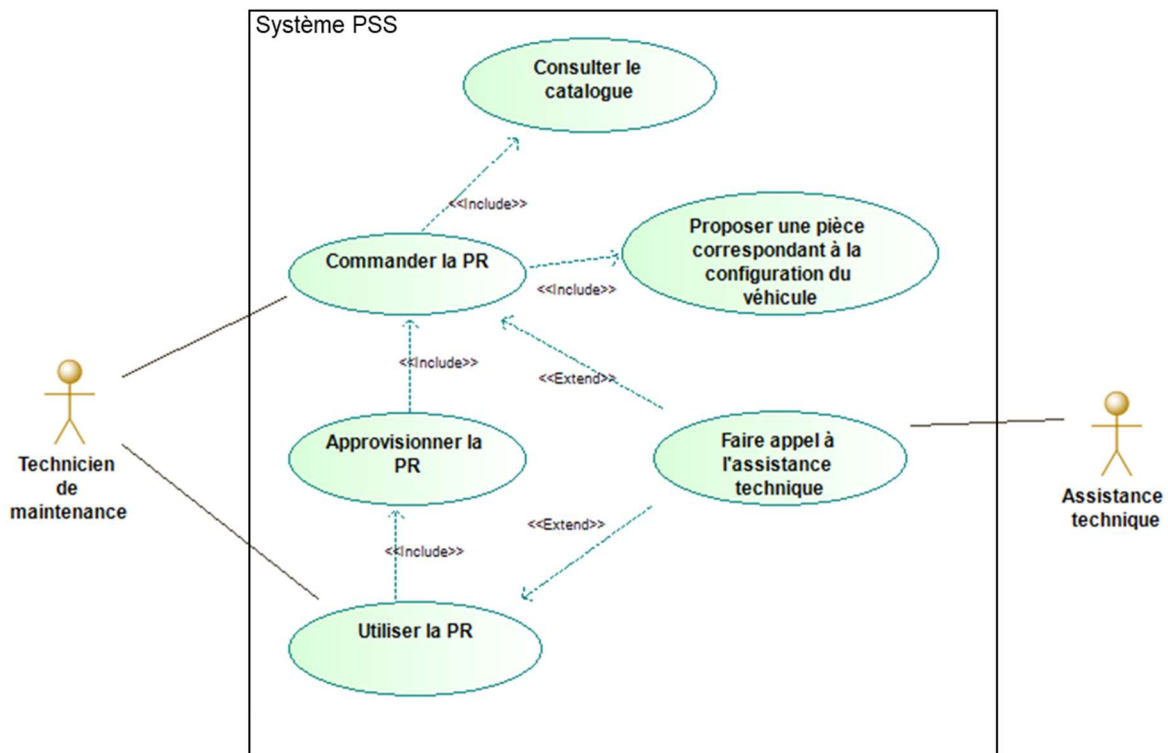 Système PSS
Consulter le
catalogue
<<Include>>
Proposer une pièce
correspondant à la
configuration du
véhicule
Commander la PR
<<Include>>
<<Include>>
<<Extend>>
Technicien
de
maintenance
Approvisionner la
PR
Faire appel à
l'assistance
technique
Assistance
technique
<<Extend>>
<<Include>>
Utiliser la PR